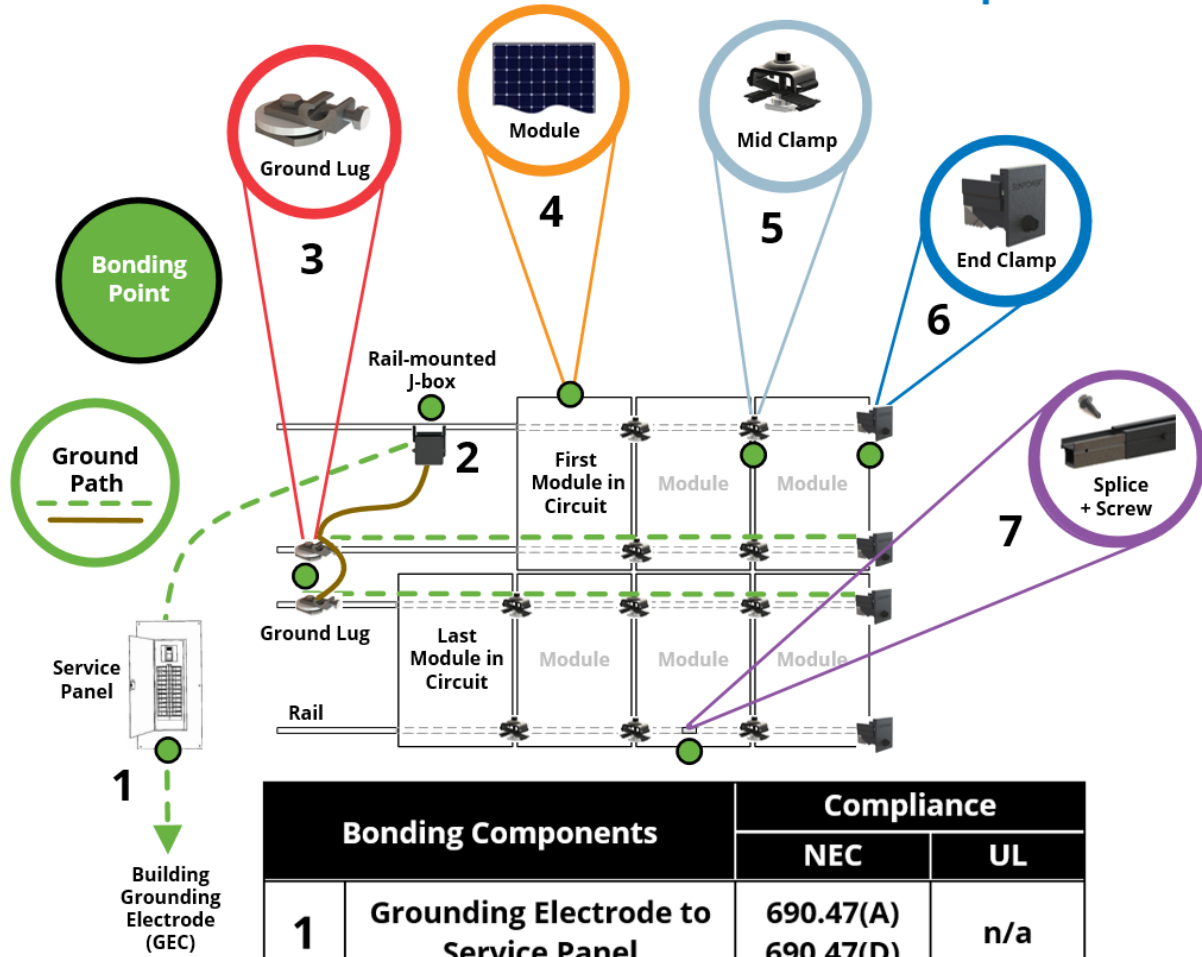 Ground Lug
3
Module
4
Mid Clamp
5
SUNPOWER
End Clamp
6
Bonding
Point
Rail-mounted
J-box
2
Ground
Path
First
Module in
Circuit
Module
Module
Splice
+ Screw
7
Ground Lug
Last
Module in
Circuit
Module
Module
Module
Service
Panel
Rail
1
Building
Grounding
Electrode
(GEC)
Bonding Components
Compliance
NEC
UL
1
Grounding Electrode to
Service Panel
690.47(A)
690.47(D)
n/a